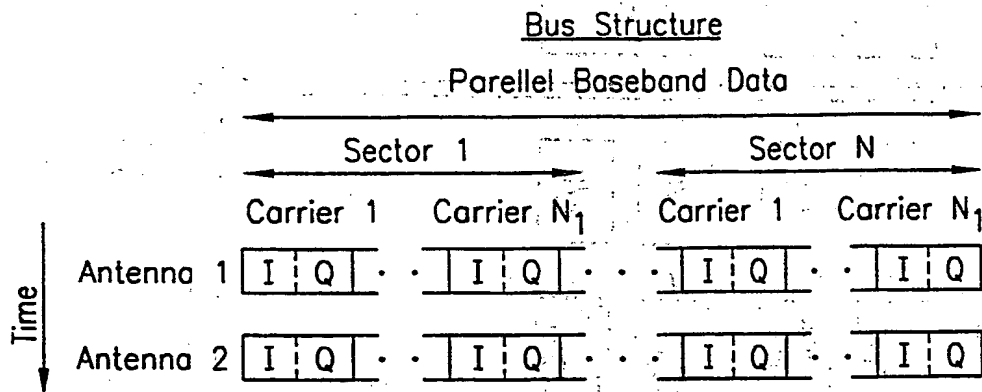 Bus Structure
Parellel Baseband Data
Sector 1 Sector N
Carrier 1 Carrier N1 Carrier 1 Carrier N1
Antenna 1 I Q · · I Q · · · I Q · · I Q
Antenna 2 I Q · · I Q · · · I Q · · I Q
Time